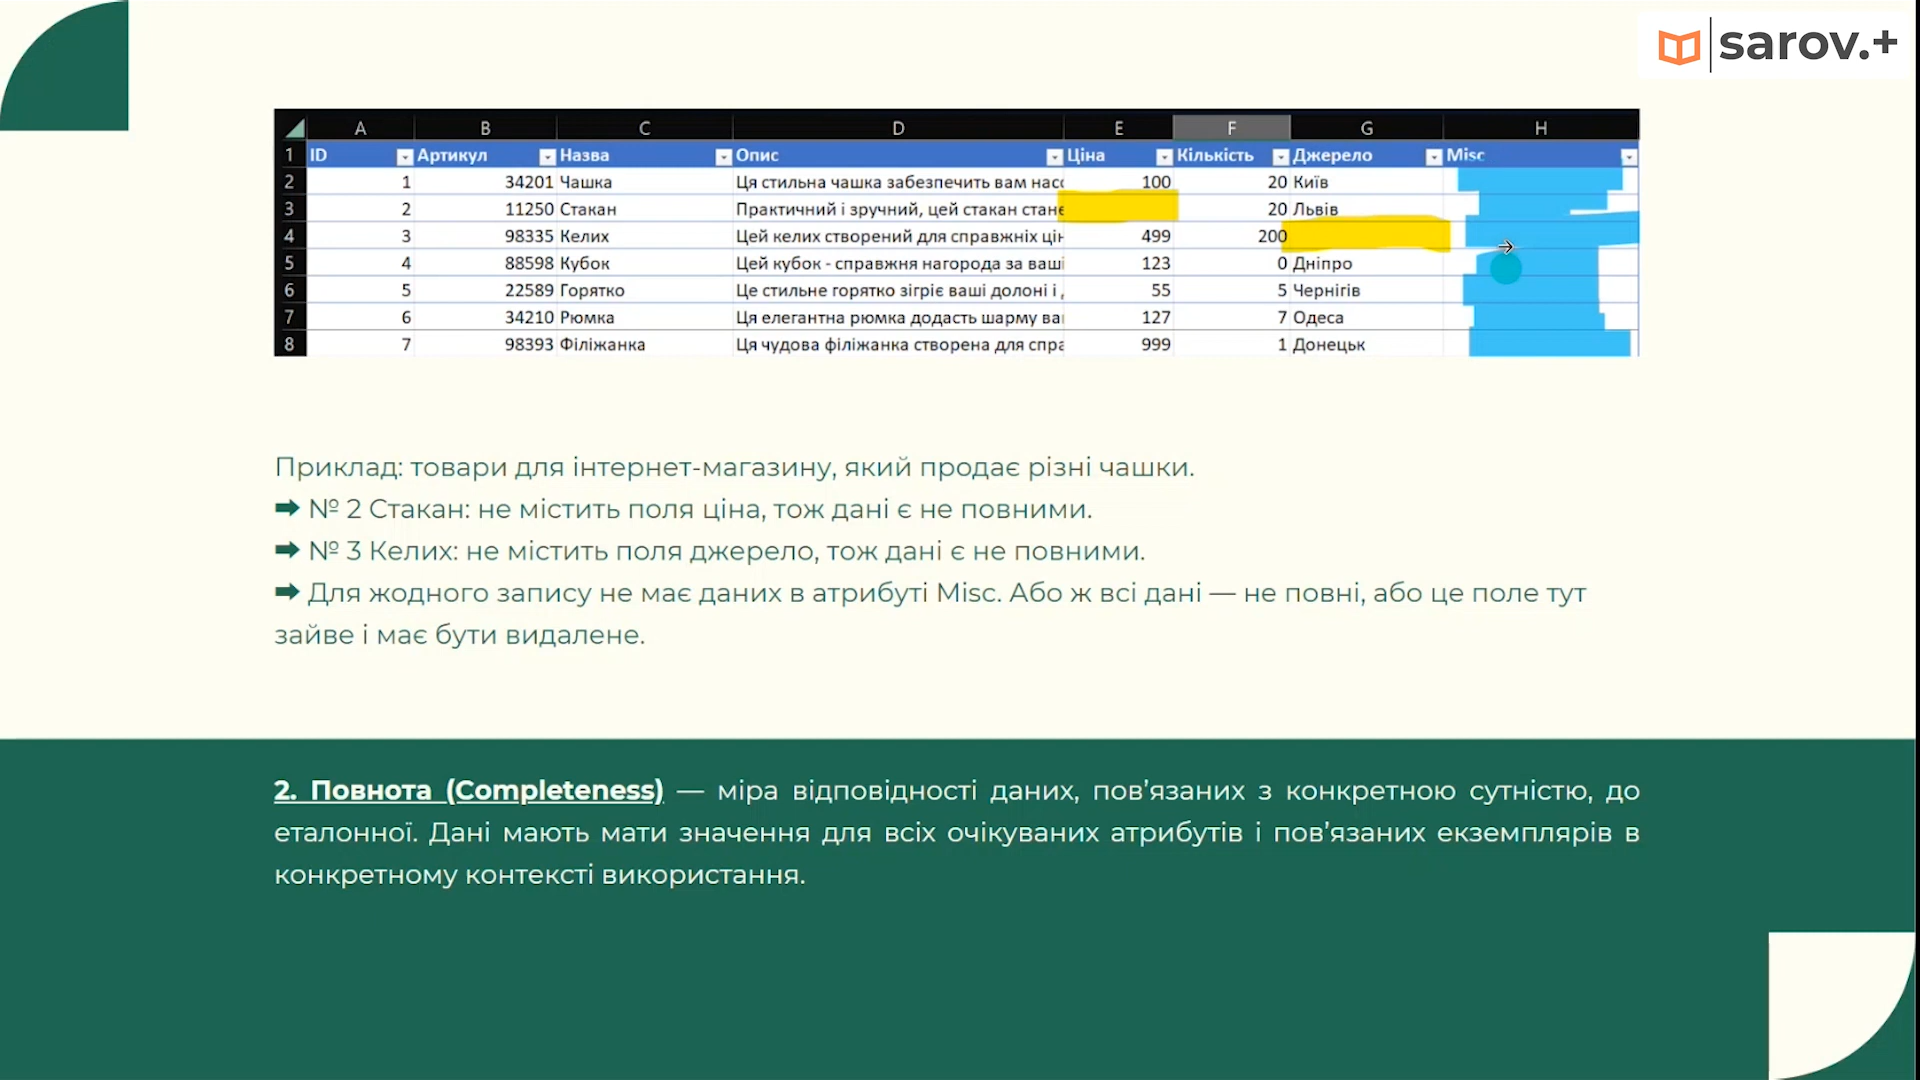 sarov.+
A B C D E F G H
1 ID Артикул Назва Опис Ціна Кількість Джерело Misc
2 1 34201 Чашка Ця стильна чашка забезпечить вам насо 100 20 Київ
3 2 11250 Стакан Практичний і зручний, цей стакан стане 20 Львів
4 3 98335 Келих Цей келих створений для справжніх цін 499 200
5 4 88598 Кубок Цей кубок - справжня нагорода за ваші 123 0 Дніпро
6 5 22589 Горятко Це стильне горятко зігріє ваші долоні і 55 5 Чернігів
7 6 34210 Рюмка Ця елегантна рюмка додасть шарму ва 127 7 Одеса
8 7 98393 Філіжанка Ця чудова філіжанка створена для спра 999 1 Донецьк
Приклад: товари для інтернет-магазину, який продає різні чашки.
➡ № 2 Стакан: не містить поля ціна, тож дані є не повними.
➡ № 3 Келих: не містить поля джерело, тож дані є не повними.
➡ Для жодного запису не має даних в атрибуті Misc. Або ж всі дані — не повні, або це поле тут
зайве і має бути видалене.
2. Повнота (Completeness) — міра відповідності даних, пов’язаних з конкретною сутністю, до
еталонної. Дані мають мати значення для всіх очікуваних атрибутів і пов’язаних екземплярів в
конкретному контексті використання.